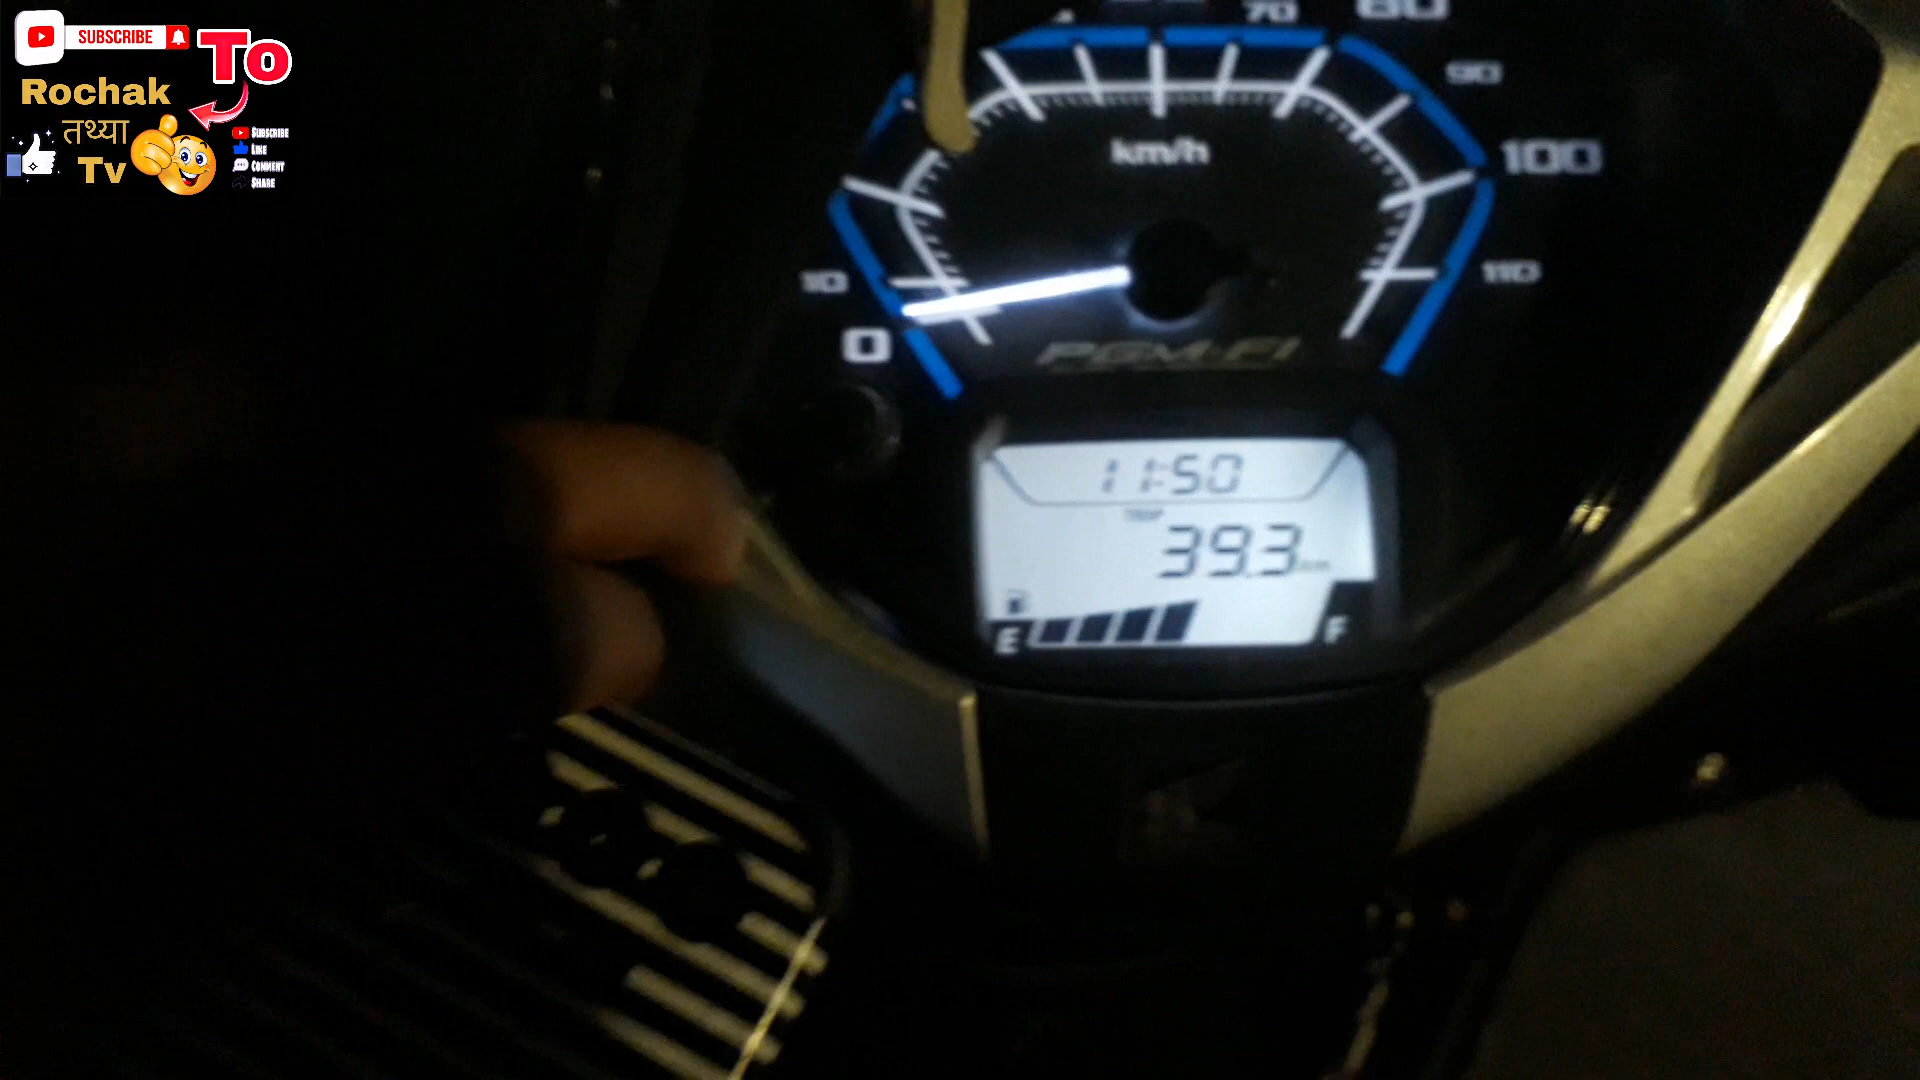 SUBSCRIBE
To
Rochak
तथ्या
Tv
SUBSCRIBE
LIKE
COMMENT
SHARE
70
80
90
100
110
km/h
10
0
PGM-FI
11:50
TRIP
39.3 km
E
F